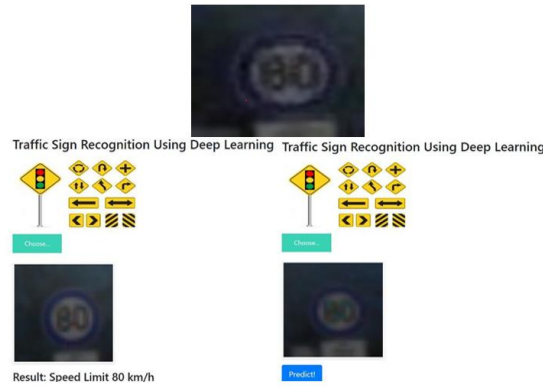 80
Traffic Sign Recognition Using Deep Learning
Choose...
80
Result: Speed Limit 80 km/h
Traffic Sign Recognition Using Deep Learning
Choose...
80
Predict!